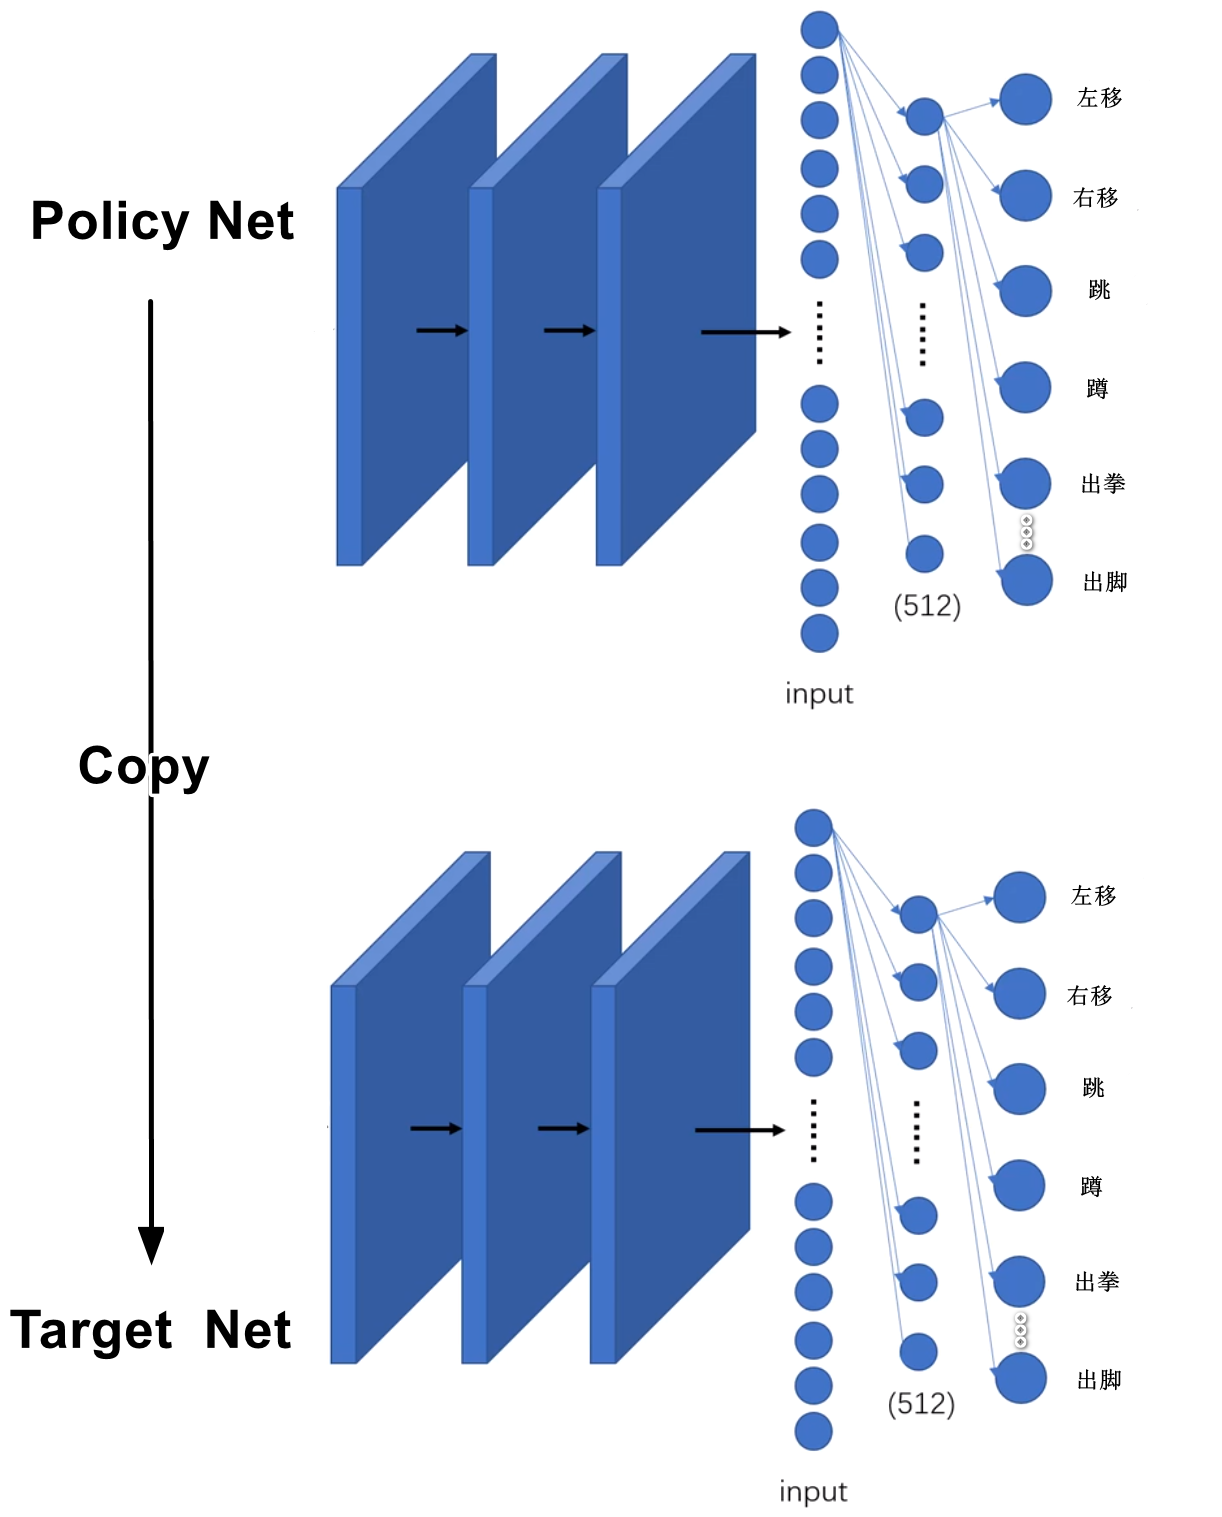 Policy Net
左移
右移
跳
蹲
出拳
出脚
(512)
input
Copy
Target Net
左移
右移
跳
蹲
出拳
出脚
(512)
input